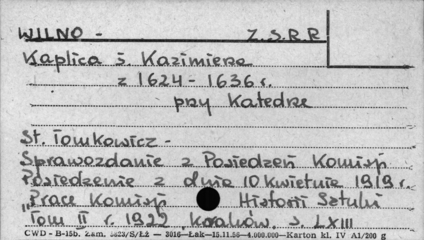 WILNO - Z.S.R.R
Kaplica ś. Kazimierza
z 1624 - 1636 r.
przy Katedrze
St. Tomkowicz -
Sprawozdanie z Posiedzeń Komisji
Posiedzenie z dnia 10 Kwietnia 1919 r.
"Prace Komisji Historii Sztuki
Tom II r. 1922 Kraków, s. LXIII
CWD - B-15b. Zam. S/Łż — 3016—Łak—15.11.56—4.000.000—Karton kl. IV A1/200 g